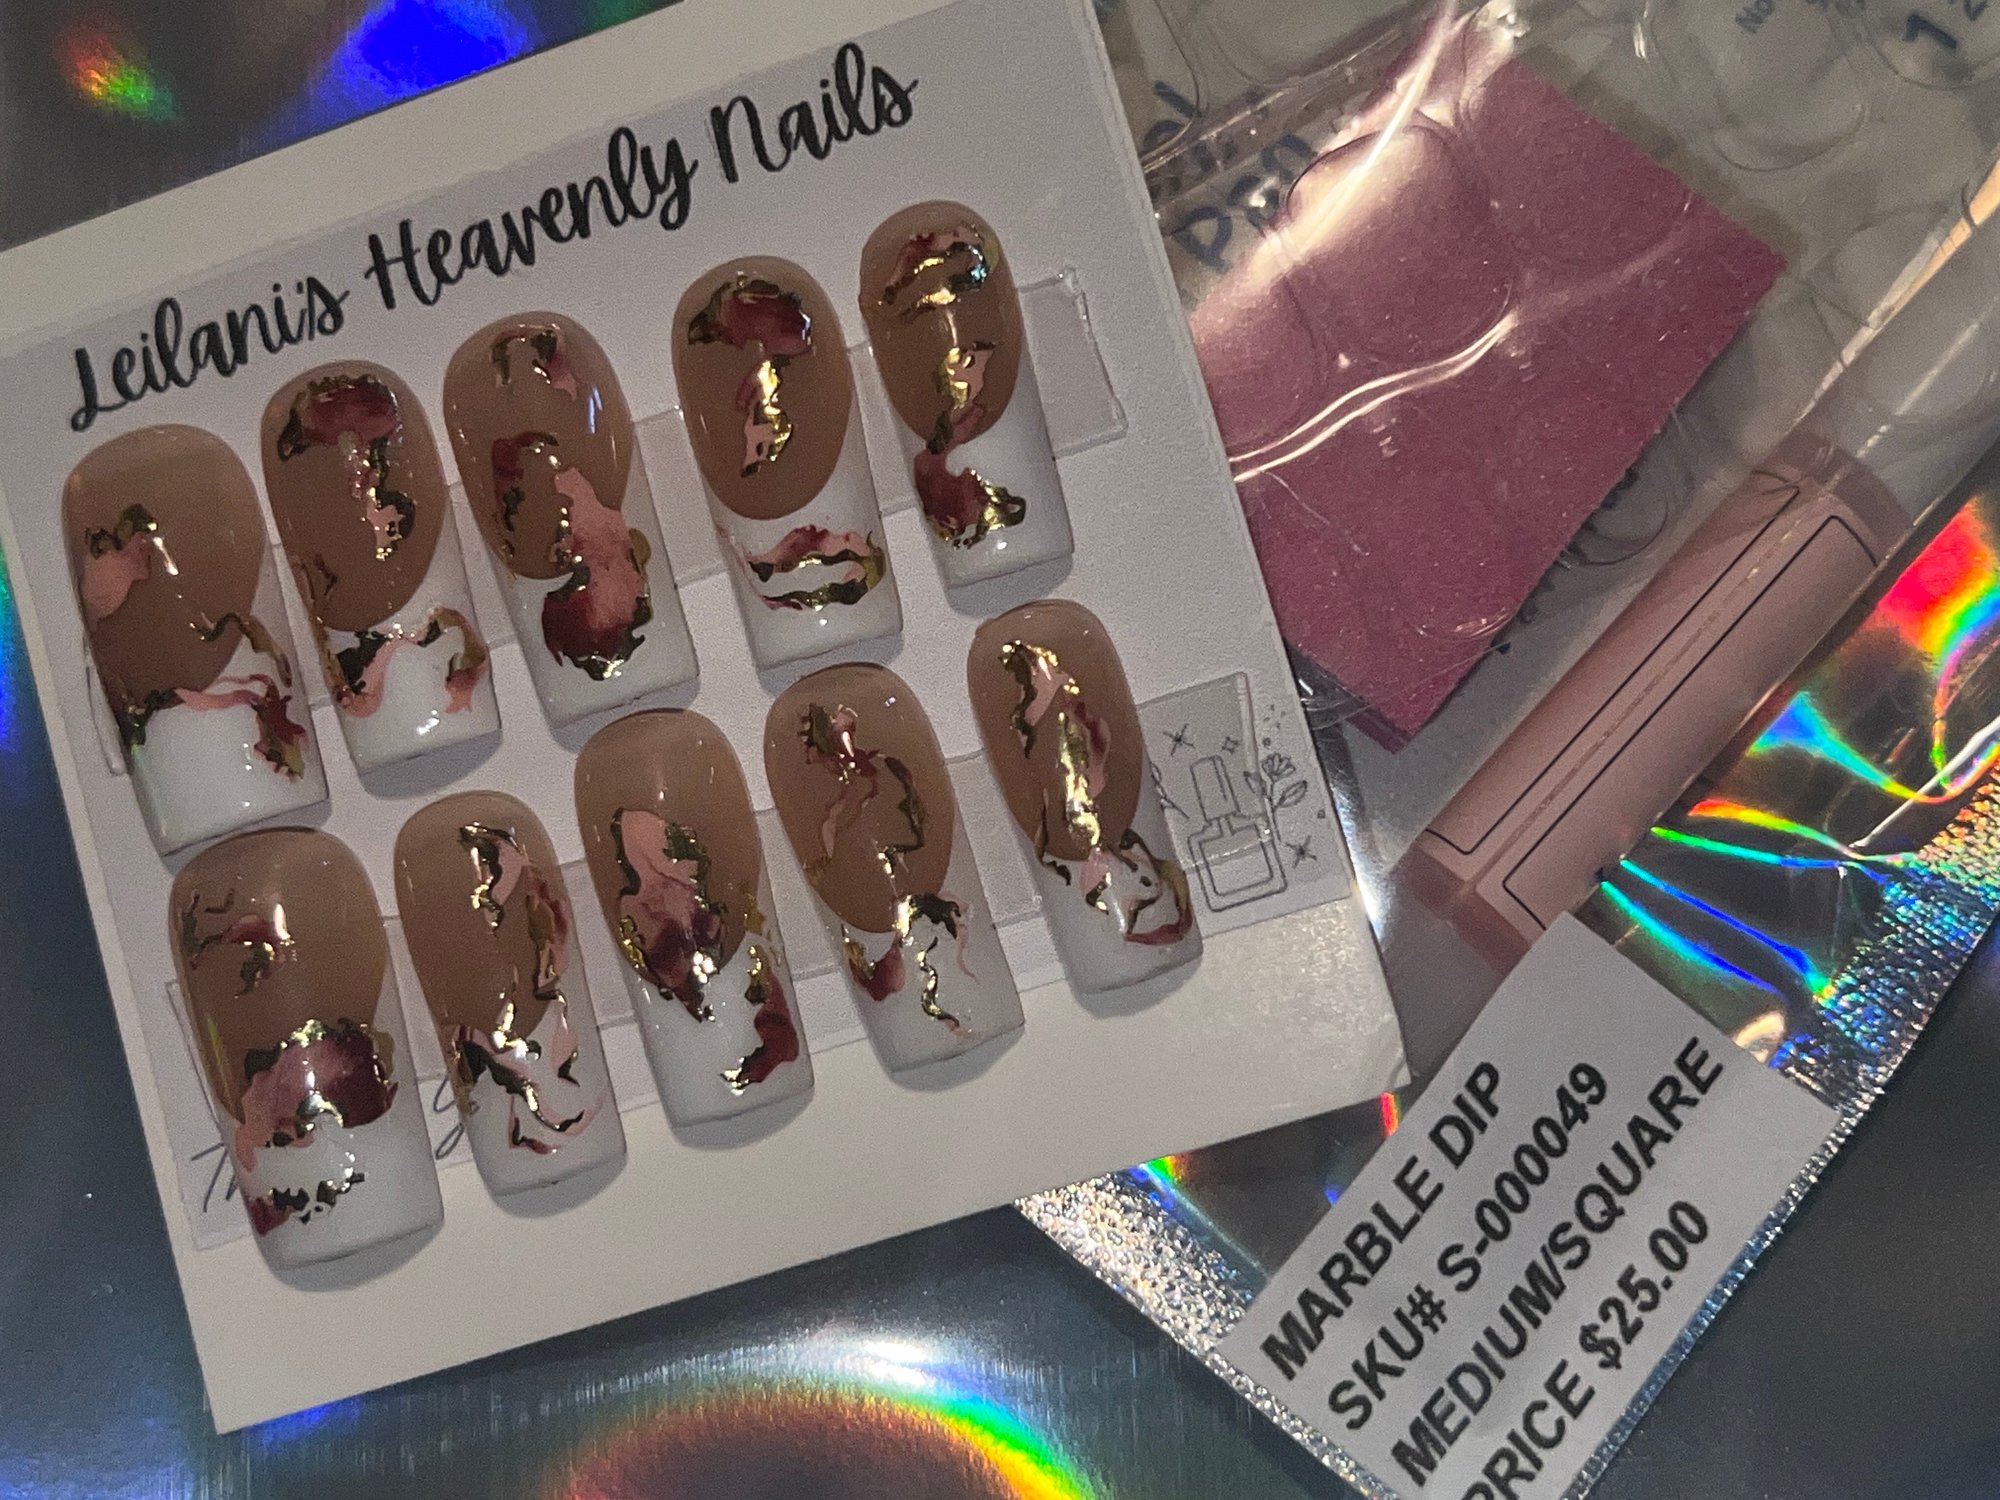 Leilani's Heavenly Nails
MARBLE DIP
SKU# S-000049
MEDIUM/SQUARE
PRICE $25.00